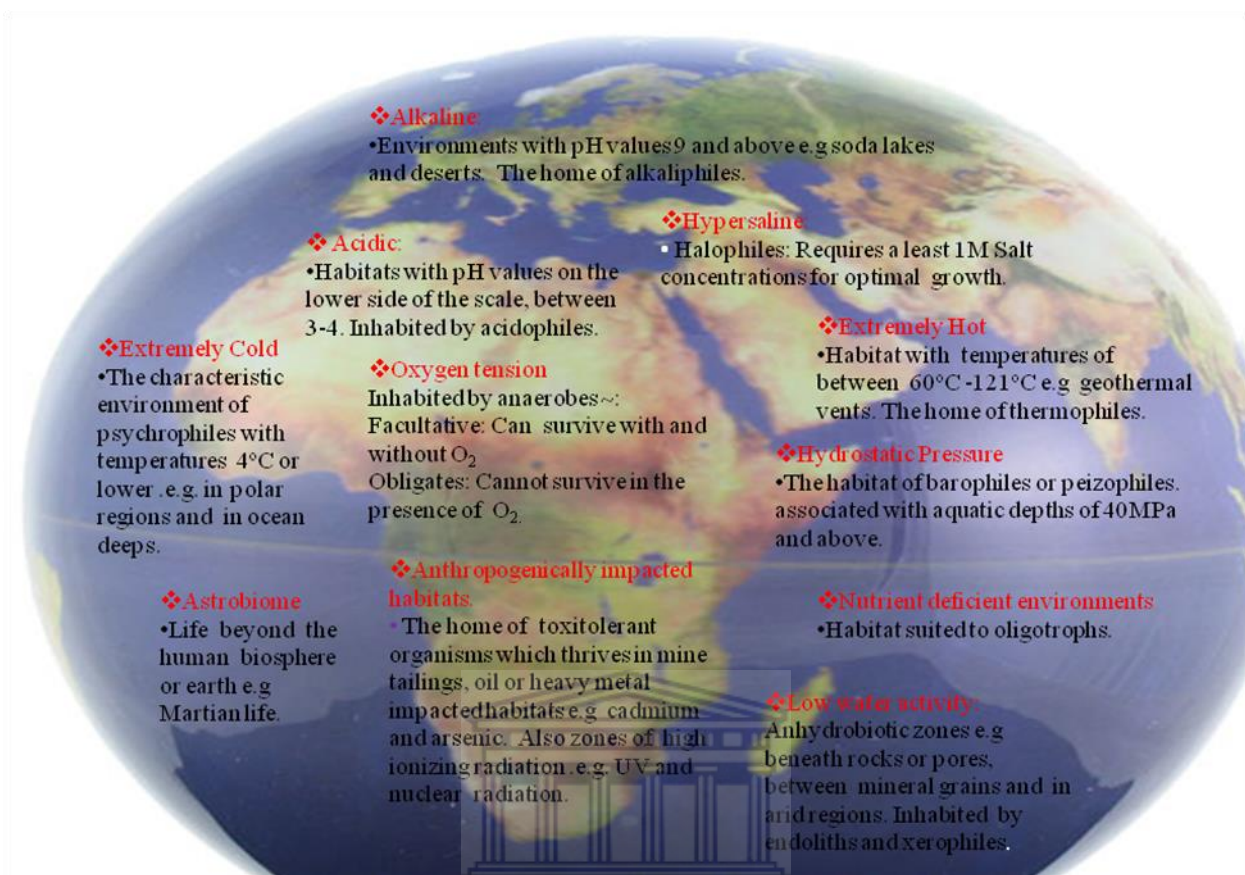 ❖Alkaline:
•Environments with pH values 9 and above e.g soda lakes
and deserts. The home of alkaliphiles.
❖Hypersaline
▪ Halophiles: Requires a least 1M Salt
concentrations for optimal growth.
❖ Acidic:
•Habitats with pH values on the
lower side of the scale, between
3-4. Inhabited by acidophiles.
❖Extremely Hot
•Habitat with temperatures of
between 60°C -121°C e.g geothermal
vents. The home of thermophiles.
❖Extremely Cold
•The characteristic
environment of
psychrophiles with
temperatures 4°C or
lower .e.g. in polar
regions and in ocean
deeps.
❖Oxygen tension
Inhabited by anaerobes~:
Facultative: Can survive with and
without O₂
Obligates: Cannot survive in the
presence of O₂.
❖Hydrostatic Pressure
•The habitat of barophiles or peizophiles.
associated with aquatic depths of 40MPa
and above.
❖Anthropogenically impacted
habitats.
• The home of toxitolerant
organisms which thrives in mine
tailings, oil or heavy metal
impacted habitats e.g. cadmium
and arsenic. Also zones of high
ionizing radiation .e.g. UV and
nuclear radiation.
❖Astrobiome
•Life beyond the
human biosphere
or earth e.g
Martian life.
❖Nutrient deficient environments
•Habitat suited to oligotrophs.
❖Low water activity:
Anhydrobiotic zones e.g
beneath rocks or pores,
between mineral grains and in
arid regions. Inhabited by
endoliths and xerophiles.